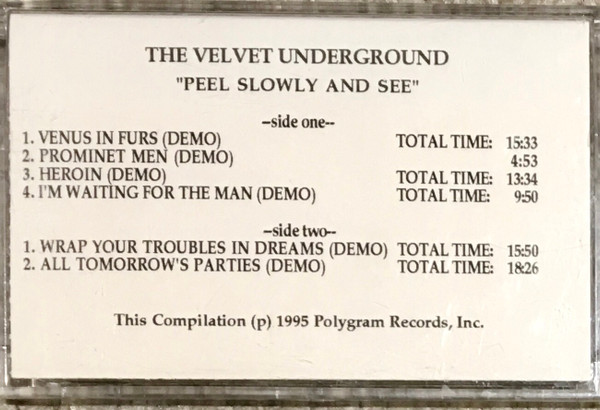 THE VELVET UNDERGROUND
"PEEL SLOWLY AND SEE"
--side one--
1. VENUS IN FURS (DEMO) TOTAL TIME: 15:33
2. PROMINET MEN (DEMO) 4:53
3. HEROIN (DEMO) TOTAL TIME: 13:34
4. I'M WAITING FOR THE MAN (DEMO) TOTAL TIME: 9:50
--side two--
1. WRAP YOUR TROUBLES IN DREAMS (DEMO) TOTAL TIME: 15:50
2. ALL TOMORROW'S PARTIES (DEMO) TOTAL TIME: 18:26
This Compilation (p) 1995 Polygram Records, Inc.